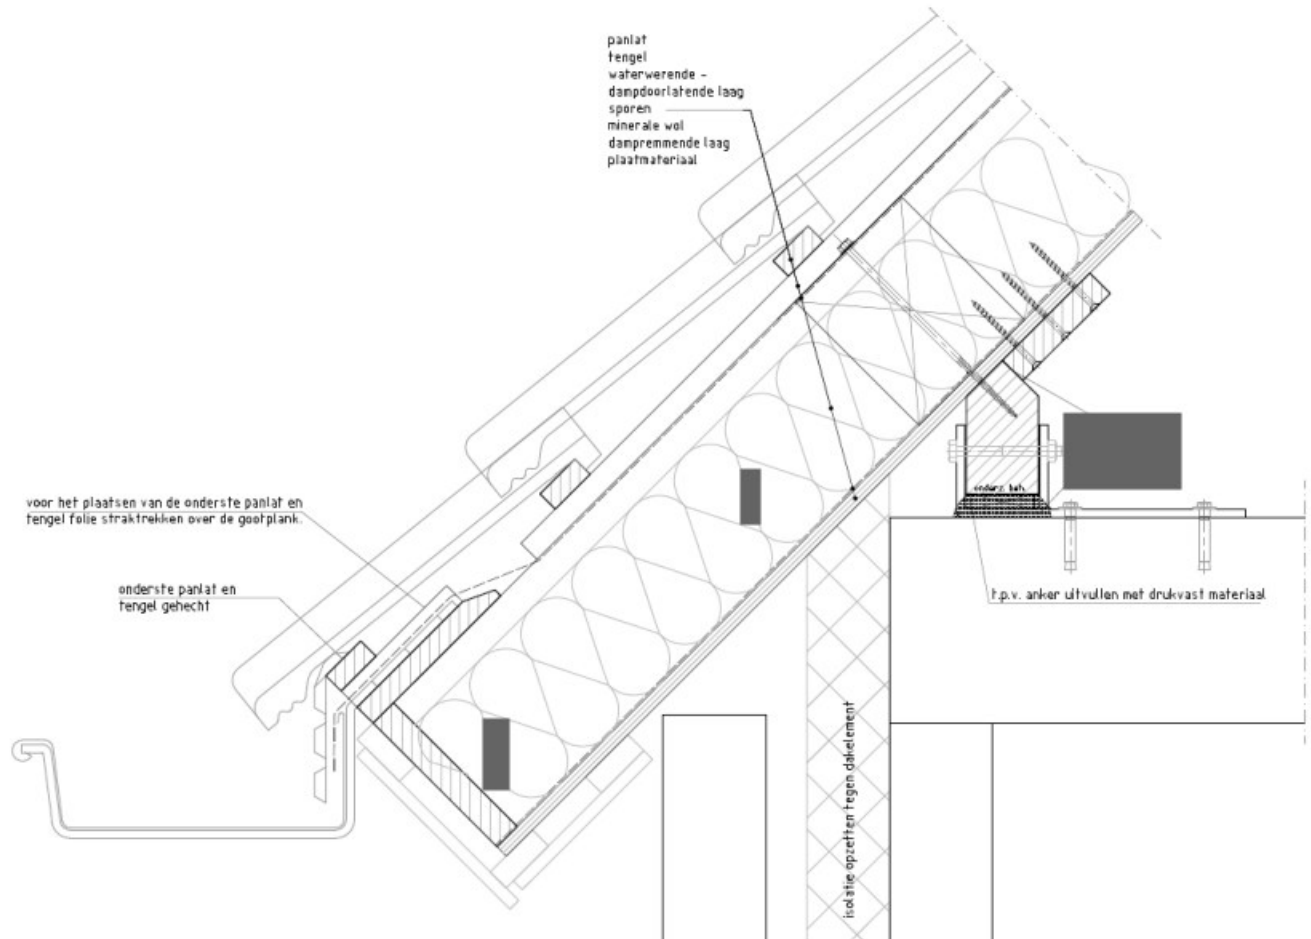 panlat
tengel
waterwerende -
dampdoorlatende laag
sporen
minerale wol
dampremmende laag
plaatmateriaal
voor het plaatsen van de onderste panlat en
tengel folie straktrekken over de gootplank.
onderste panlat en
tengel gehecht
onderz. beh.
t.p.v. anker uitvullen met drukvast materiaal
isolatie opzetten tegen dakelement